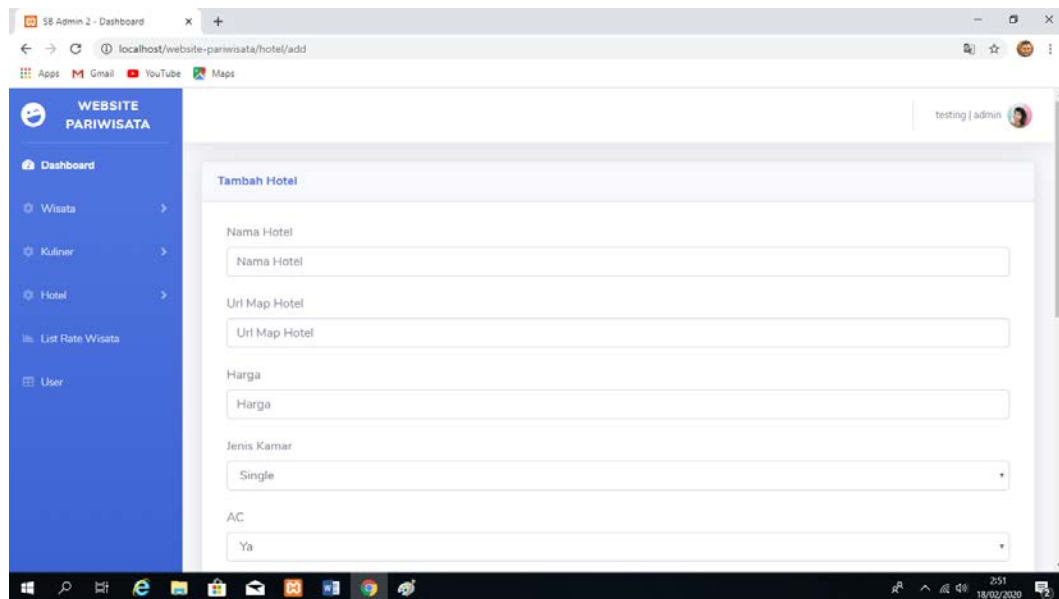 SB Admin 2 - Dashboard
localhost/website-pariwisata/hotel/add
Apps Gmail YouTube Maps
WEBSITE
PARIWISATA
testing | admin
Dashboard
Wisata
Kuliner
Hotel
List Rate Wisata
User
Tambah Hotel
Nama Hotel
Nama Hotel
Url Map Hotel
Url Map Hotel
Harga
Harga
Jenis Kamar
Single
AC
Ya
2:51
18/02/2020